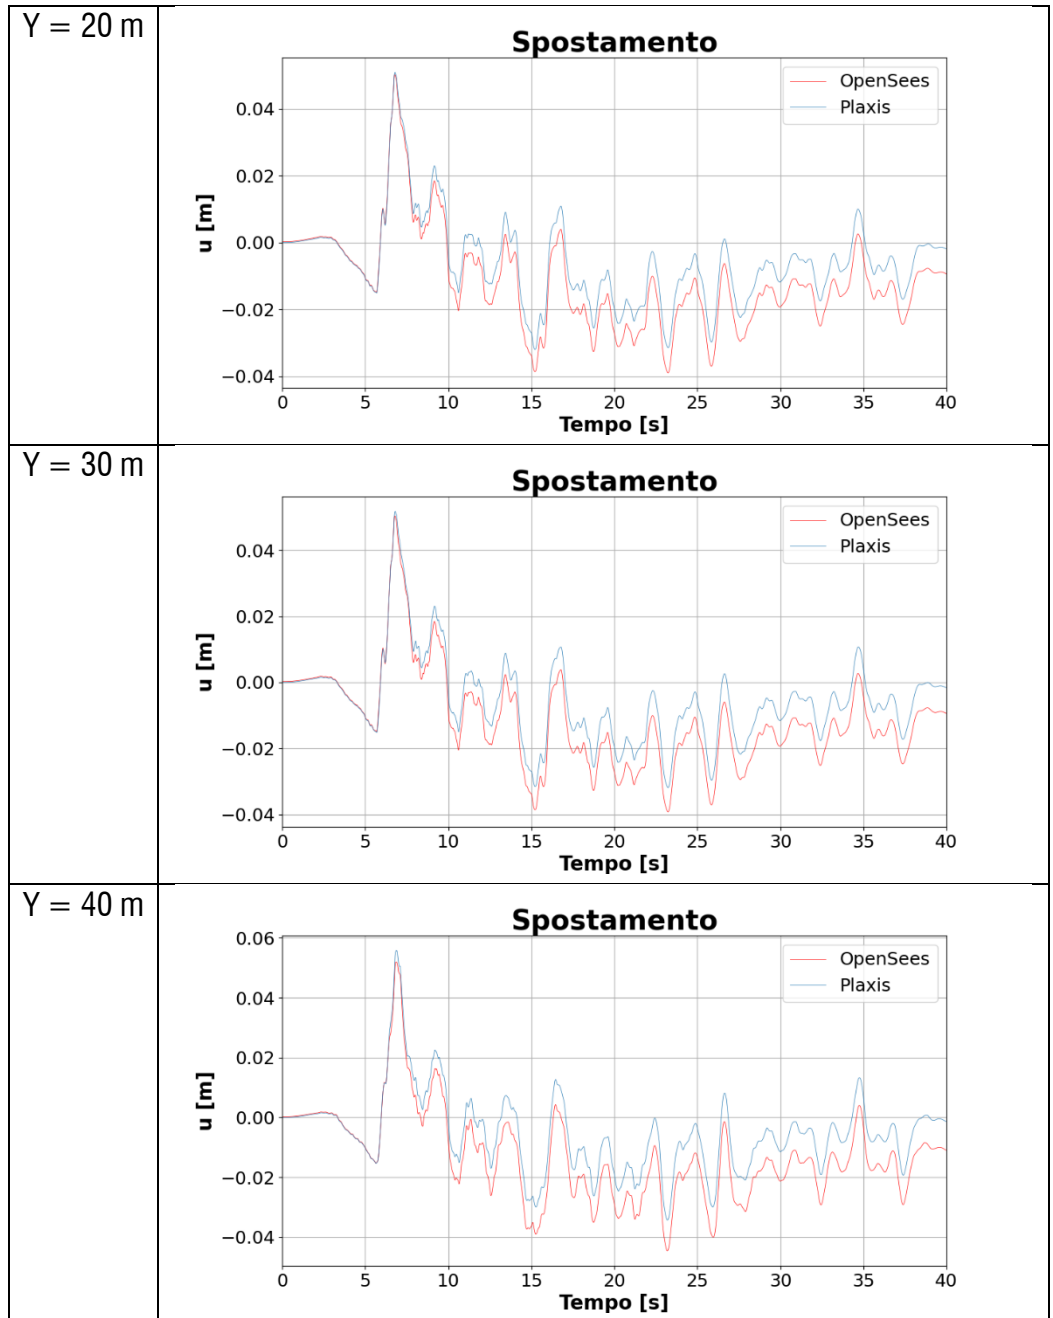 Y = 20 m
Spostamento
OpenSees
Plaxis
0.04
0.02
0.00
−0.02
−0.04
u [m]
0 5 10 15 20 25 30 35 40
Tempo [s]
Y = 30 m
Spostamento
OpenSees
Plaxis
0.04
0.02
0.00
−0.02
−0.04
u [m]
0 5 10 15 20 25 30 35 40
Tempo [s]
Y = 40 m
Spostamento
OpenSees
Plaxis
0.06
0.04
0.02
0.00
−0.02
−0.04
u [m]
0 5 10 15 20 25 30 35 40
Tempo [s]